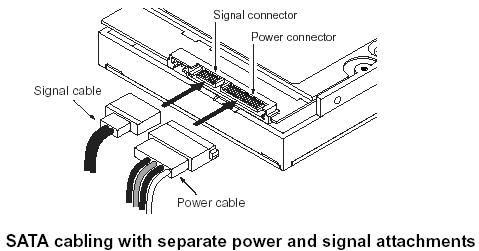 Signal connector
Power connector
Signal cable
Power cable
SATA cabling with separate power and signal attachments